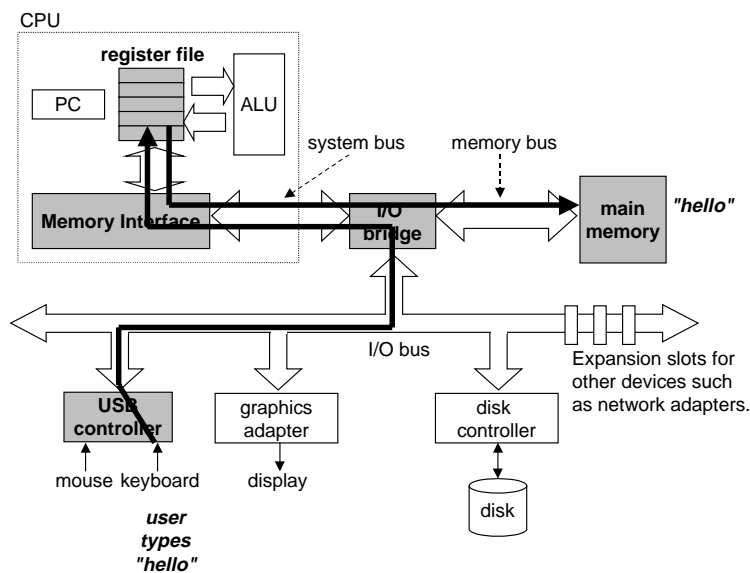 CPU
register file
PC
ALU
system bus
memory bus
Memory Interface
I/O
bridge
main
memory
"hello"
I/O bus
Expansion slots for
other devices such
as network adapters.
USB
controller
graphics
adapter
disk
controller
mouse
keyboard
display
disk
user
types
"hello"